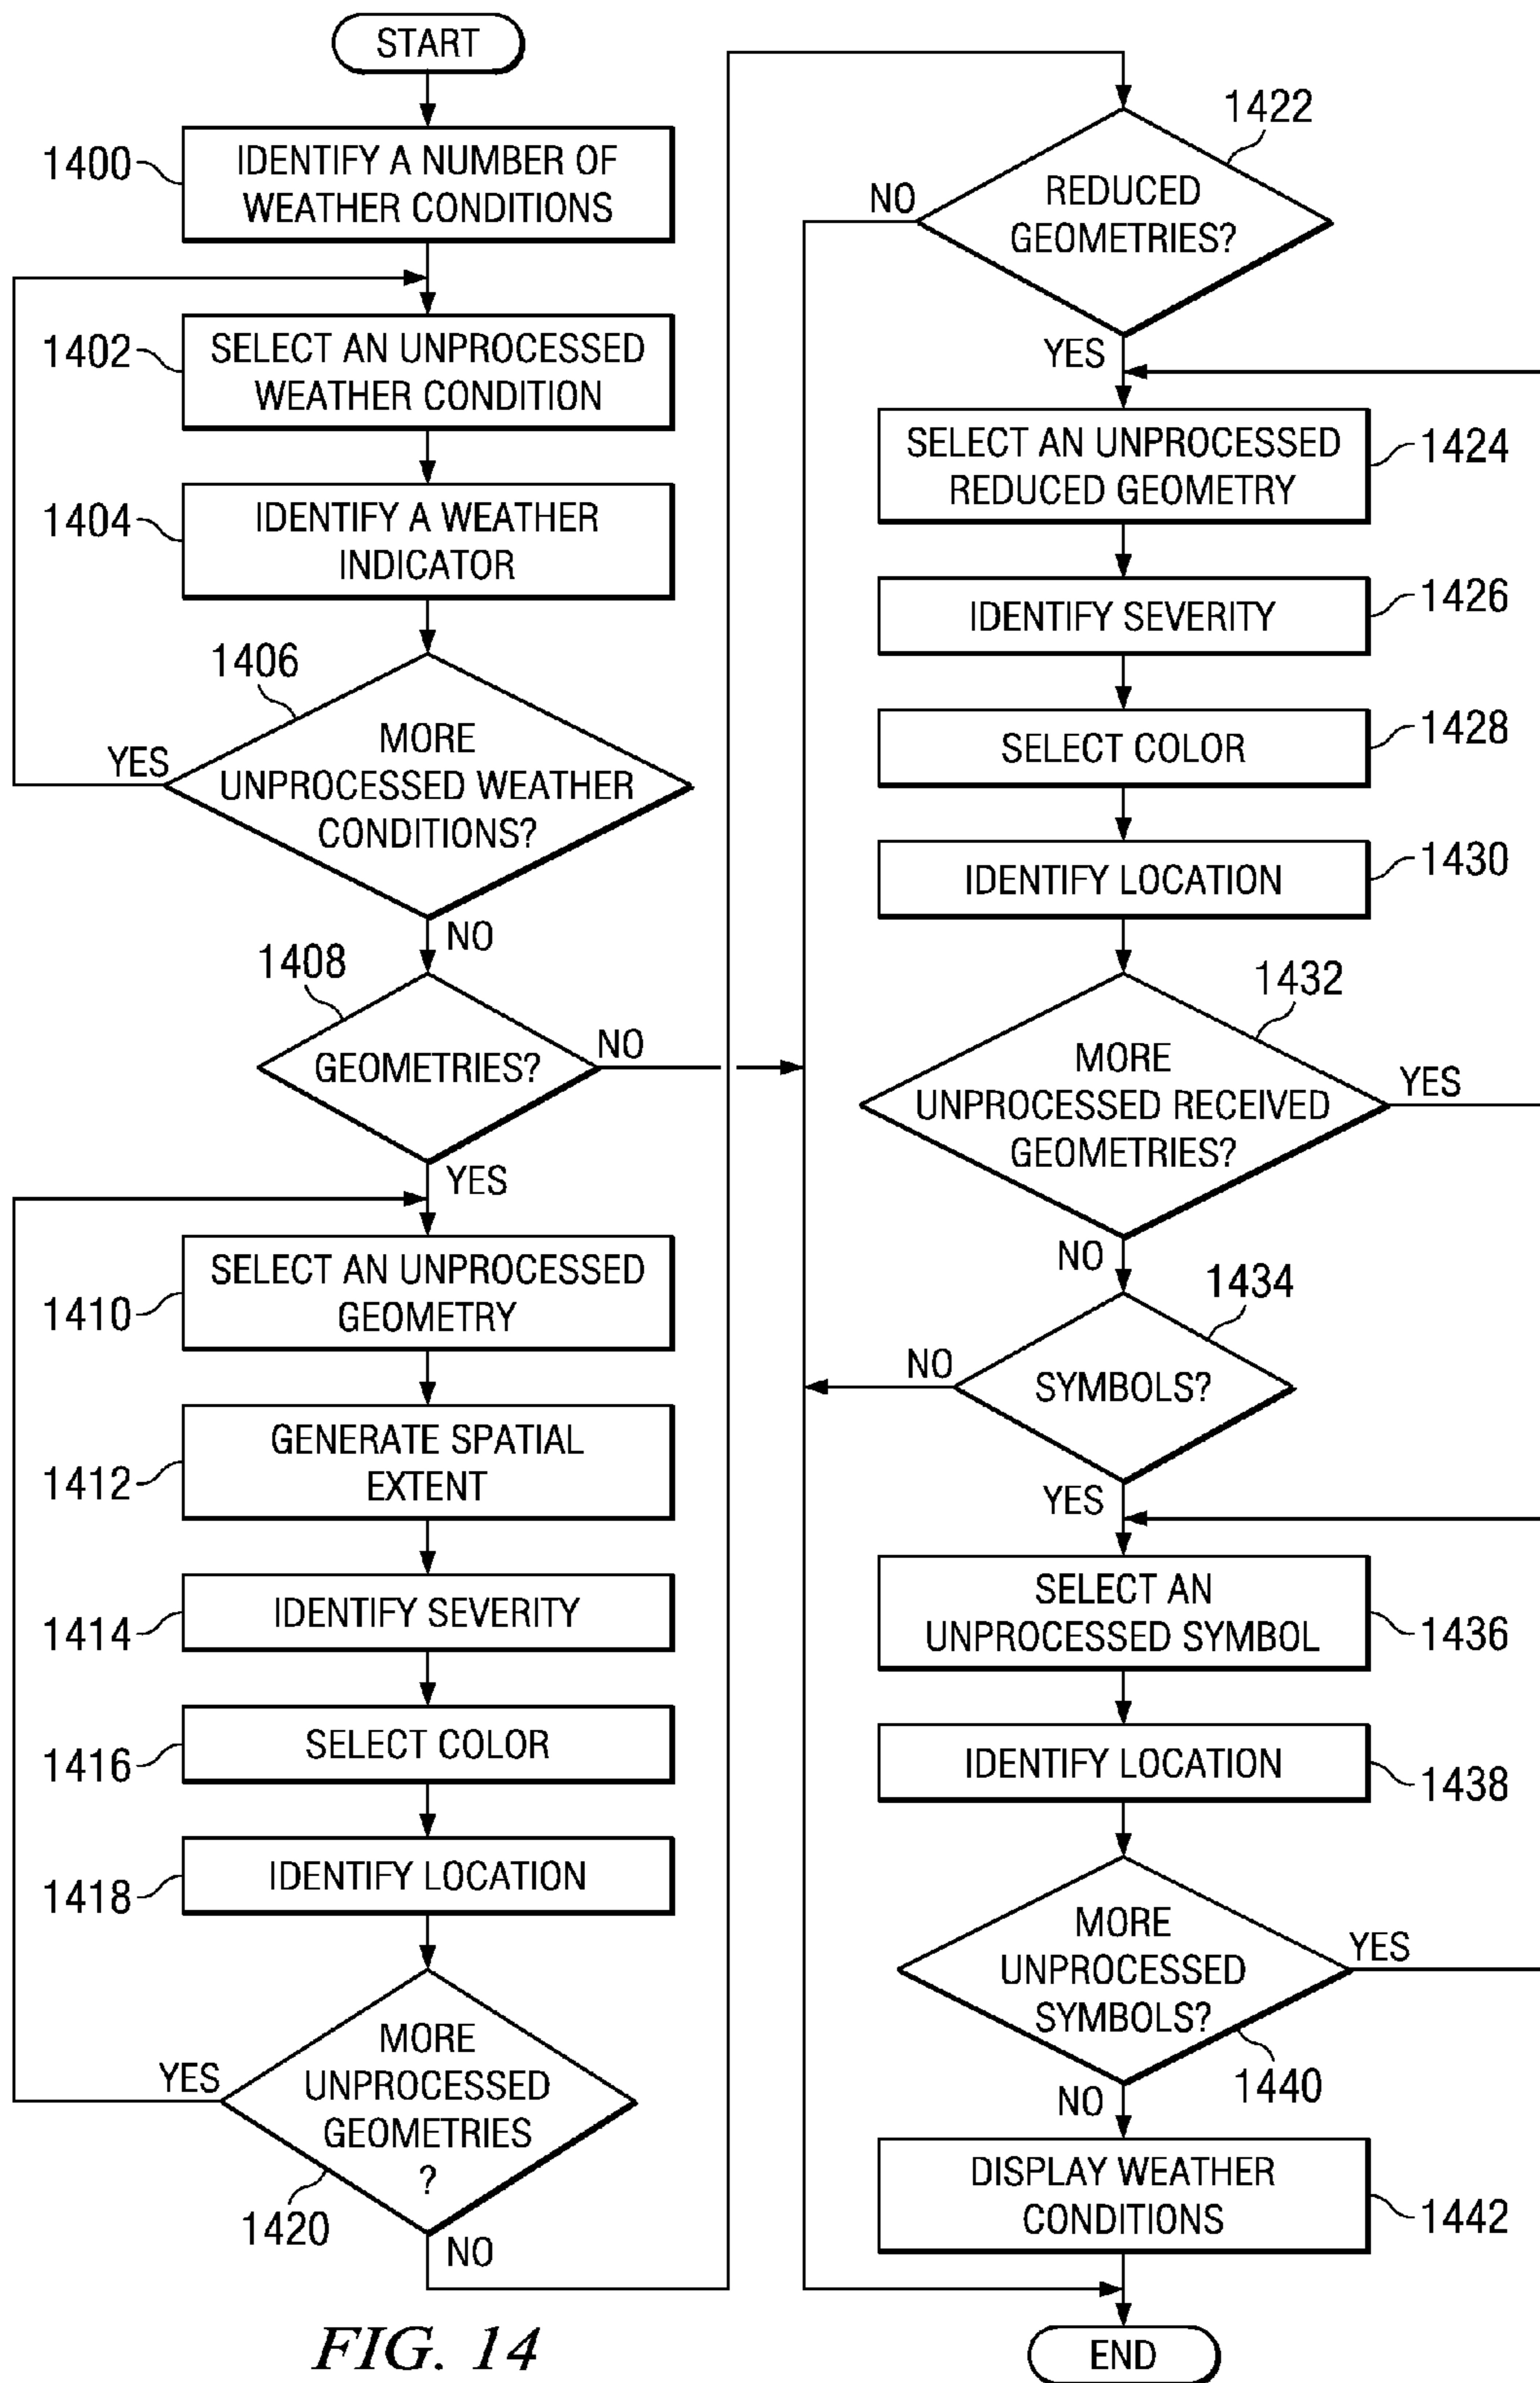 START
1400
IDENTIFY A NUMBER OF
WEATHER CONDITIONS
1402
SELECT AN UNPROCESSED
WEATHER CONDITION
1404
IDENTIFY A WEATHER
INDICATOR
1406
MORE
UNPROCESSED WEATHER
CONDITIONS?
YES
NO
1408
GEOMETRIES?
NO
YES
1410
SELECT AN UNPROCESSED
GEOMETRY
1412
GENERATE SPATIAL
EXTENT
1414
IDENTIFY SEVERITY
1416
SELECT COLOR
1418
IDENTIFY LOCATION
MORE
UNPROCESSED
GEOMETRIES
?
YES
1420
NO
1422
REDUCED
GEOMETRIES?
NO
YES
SELECT AN UNPROCESSED
REDUCED GEOMETRY
1424
IDENTIFY SEVERITY
1426
SELECT COLOR
1428
IDENTIFY LOCATION
1430
1432
MORE
UNPROCESSED RECEIVED
GEOMETRIES?
YES
NO
1434
SYMBOLS?
NO
YES
SELECT AN
UNPROCESSED SYMBOL
1436
IDENTIFY LOCATION
1438
MORE
UNPROCESSED
SYMBOLS?
YES
1440
NO
DISPLAY WEATHER
CONDITIONS
1442
END
FIG. 14